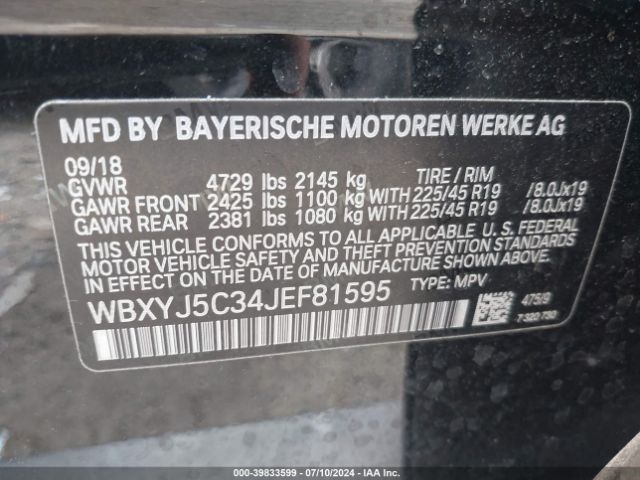 MFD BY BAYERISCHE MOTOREN WERKE AG
09/18
GVWR 4729 lbs 2145 kg TIRE / RIM
GAWR FRONT 2425 lbs 1100 kg WITH 225/45 R19 /8.0Jx19
GAWR REAR 2381 lbs 1080 kg WITH 225/45 R19 /8.0Jx19
THIS VEHICLE CONFORMS TO ALL APPLICABLE U. S. FEDERAL
MOTOR VEHICLE SAFETY AND THEFT PREVENTION STANDARDS
IN EFFECT ON THE DATE OF MANUFACTURE SHOWN ABOVE.
WBXYJ5C34JEF81595 TYPE: MPV
7 322 733
000-39833599 - 07/10/2024 - IAA Inc.